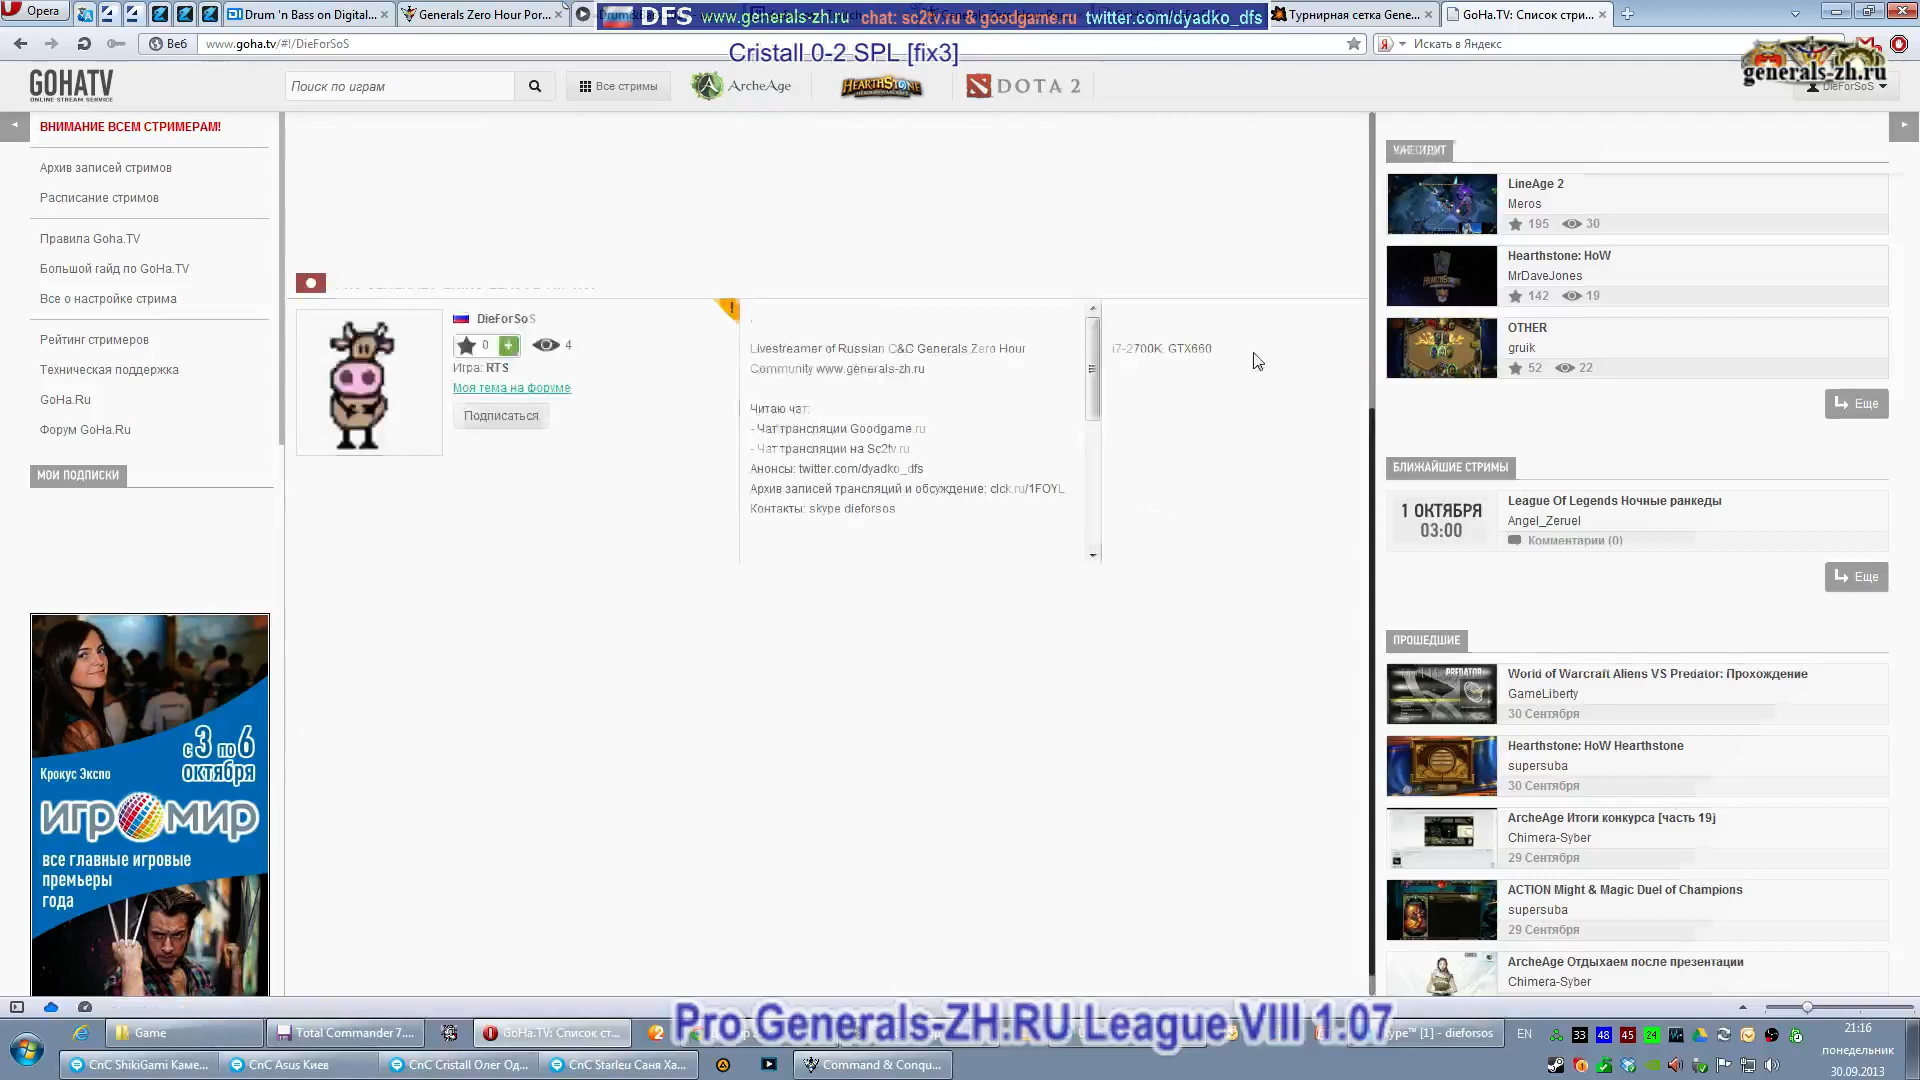 Opera
Drum 'n Bass on Digital...
Generals Zero Hour Por...
DFS www.generals-zh.ru chat: sc2tv.ru & goodgame.ru twitter.com/dyadko_dfs
Турнирная сетка Gene...
GoHa.TV: Список стри...
Веб
www.goha.tv/#!/DieForSoS
Cristall 0-2 SPL [fix3]
Искать в Яндекс
generals-zh.ru
GOHATV
ONLINE STREAM SERVICE
Поиск по играм
Все стримы
ArcheAge
HEARTHSTONE
DOTA 2
DieForSoS
ВНИМАНИЕ ВСЕМ СТРИМЕРАМ!
Архив записей стримов
Расписание стримов
Правила Goha.TV
Большой гайд по GoHa.TV
Все о настройке стрима
Рейтинг стримеров
Техническая поддержка
GoHa.Ru
Форум GoHa.Ru
МОИ ПОДПИСКИ
с 3 по 6
октября
Крокус Экспо
ИГРОМИР
все главные игровые
премьеры
года
DieForSoS
0
4
Игра: RTS
Моя тема на форуме
Подписаться
Livestreamer of Russian C&C Generals Zero Hour
Community www.generals-zh.ru
Читаю чат:
- Чат трансляции Goodgame.ru
- Чат трансляции на Sc2tv.ru
Анонсы: twitter.com/dyadko_dfs
Архив записей трансляций и обсуждение: clck.ru/1FOYL
Контакты: skype dieforsos
i7-2700K, GTX660
LineAge 2
Meros
195 30
Hearthstone: HoW
MrDaveJones
142 19
OTHER
gruik
52 22
Еще
БЛИЖАЙШИЕ СТРИМЫ
1 ОКТЯБРЯ
03:00
League Of Legends Ночные ранкеды
Angel_Zeruel
Комментарии (0)
Еще
ПРОШЕДШИЕ
World of Warcraft Aliens VS Predator: Прохождение
GameLiberty
30 Сентября
Hearthstone: HoW Hearthstone
supersuba
30 Сентября
ArcheAge Итоги конкурса [часть 19]
Chimera-Syber
29 Сентября
ACTION Might & Magic Duel of Champions
supersuba
29 Сентября
ArcheAge Отдыхаем после презентации
Chimera-Syber
Game
Total Commander 7....
GoHa.TV: Список ст...
Pro Generals-ZH.RU League VIII 1.07
ype™ [1] - dieforsos
EN
33
48
45
24
21:16
понедельник
30.09.2013
CnC ShikiGami Каме...
CnC Asus Киев
CnC Cristall Олег Од...
CnC Starleu Саня Ха...
Command & Conqu...